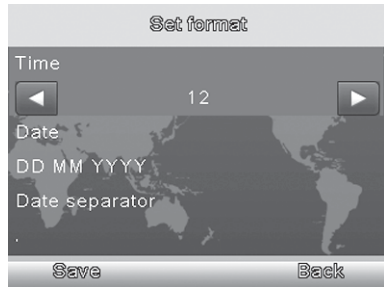 Set format
Time
12
Date
DD MM YYYY
Date separator
.
Save Back